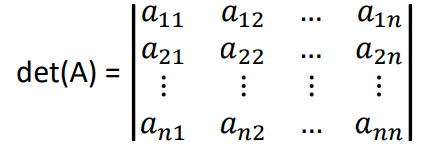 a₁₁ a₁₂ ... a₁ₙ
a₂₁ a₂₂ ... a₂ₙ
det(A) = ⋮ ⋮ ⋮ ⋮
aₙ₁ aₙ₂ ... aₙₙ